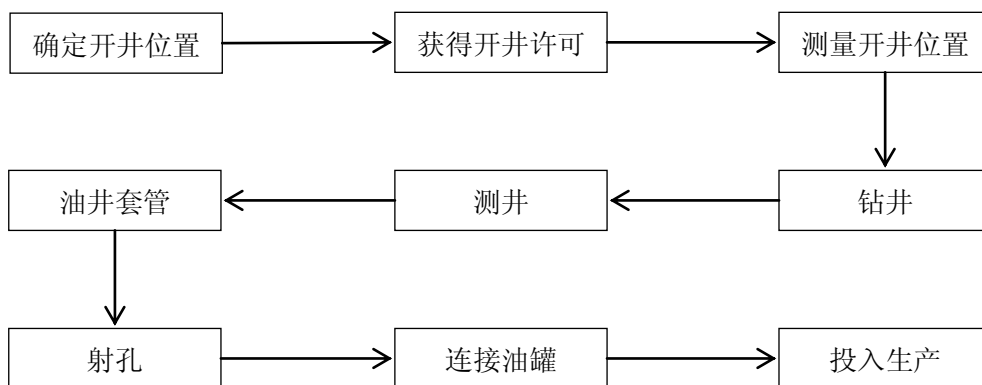 确定开井位置
获得开井许可
测量开井位置
钻井
测井
油井套管
射孔
连接油罐
投入生产